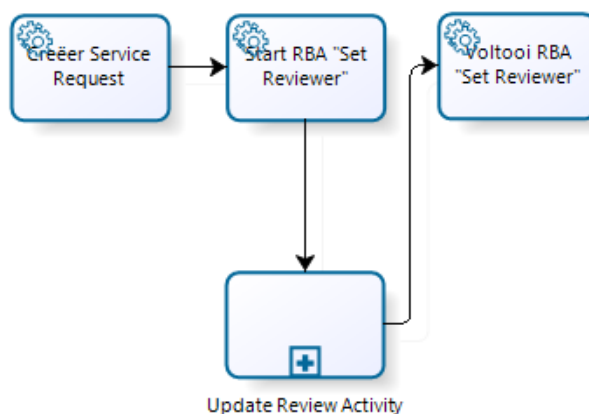 Creëer Service
Request
Start RBA "Set
Reviewer"
Voltooi RBA
"Set Reviewer"
Update Review Activity